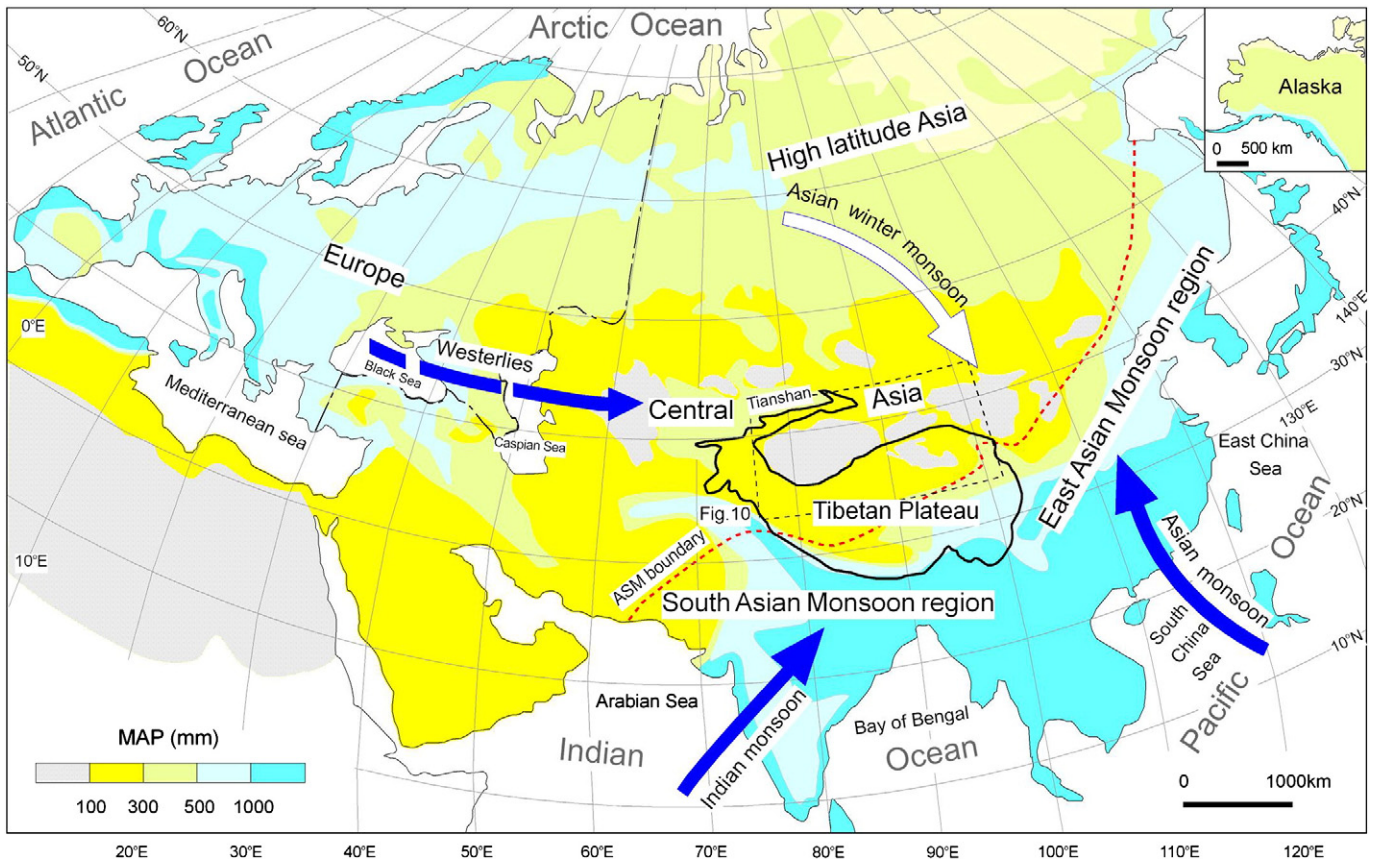 60°N
50°N
Arctic Ocean
Atlantic Ocean
Alaska
0 500 km
High latitude Asia
Asian winter monsoon
40°N
Europe
140°E
0°E
Westerlies
Black Sea
30°N
Mediterranean sea
Central Asia
Tianshan
East Asian Monsoon region
130°E
Caspian Sea
East China
Sea
20°N
Fig.10
Tibetan Plateau
10°E
ASM boundary
South Asian Monsoon region
Asian monsoon
South
China
Sea
10°N
Pacific Ocean
Arabian Sea
Indian monsoon
Bay of Bengal
Indian Ocean
MAP (mm)
100 300 500 1000
0 1000km
20°E 30°E 40°E 50°E 60°E 70°E 80°E 90°E 100°E 110°E 120°E